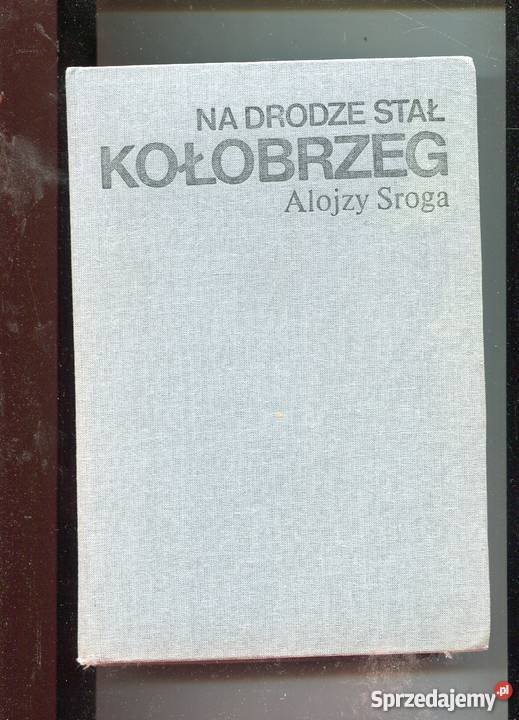 NA DRODZE STAŁ
KOŁOBRZEG
Alojzy Sroga
Sprzedajemy.pl